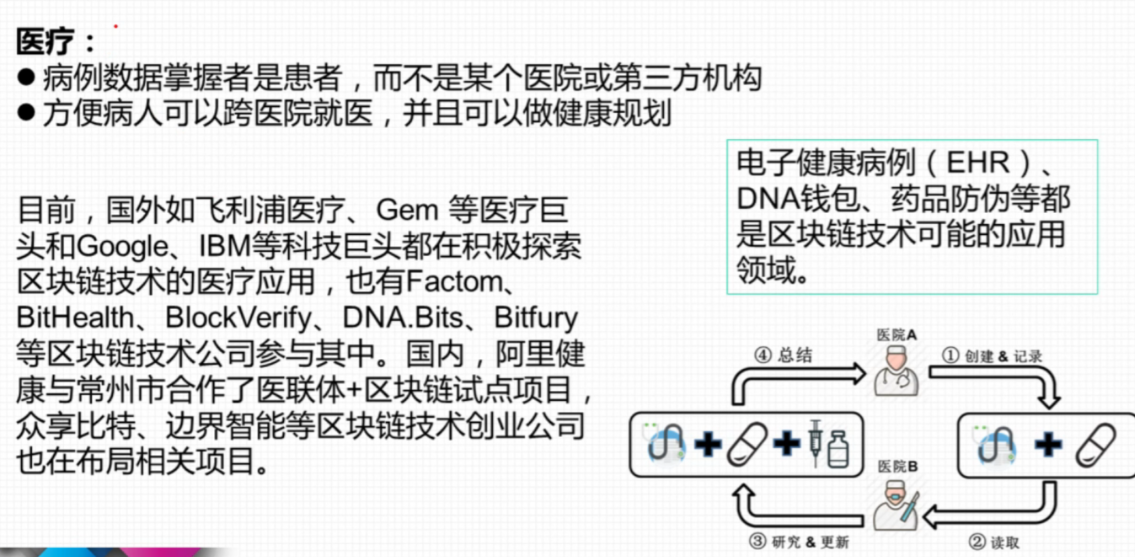 医疗：
● 病例数据掌握者是患者，而不是某个医院或第三方机构
● 方便病人可以跨医院就医，并且可以做健康规划
电子健康病例（EHR）、
DNA钱包、药品防伪等都
是区块链技术可能的应用
领域。
目前，国外如飞利浦医疗、Gem 等医疗巨
头和Google、IBM等科技巨头都在积极探索
区块链技术的医疗应用，也有Factom、
BitHealth、BlockVerify、DNA.Bits、Bitfury
等区块链技术公司参与其中。国内，阿里健
康与常州市合作了医联体+区块链试点项目，
众享比特、边界智能等区块链技术创业公司
也在布局相关项目。
医院A
④ 总结
① 创建 & 记录
医院B
③ 研究 & 更新
② 读取